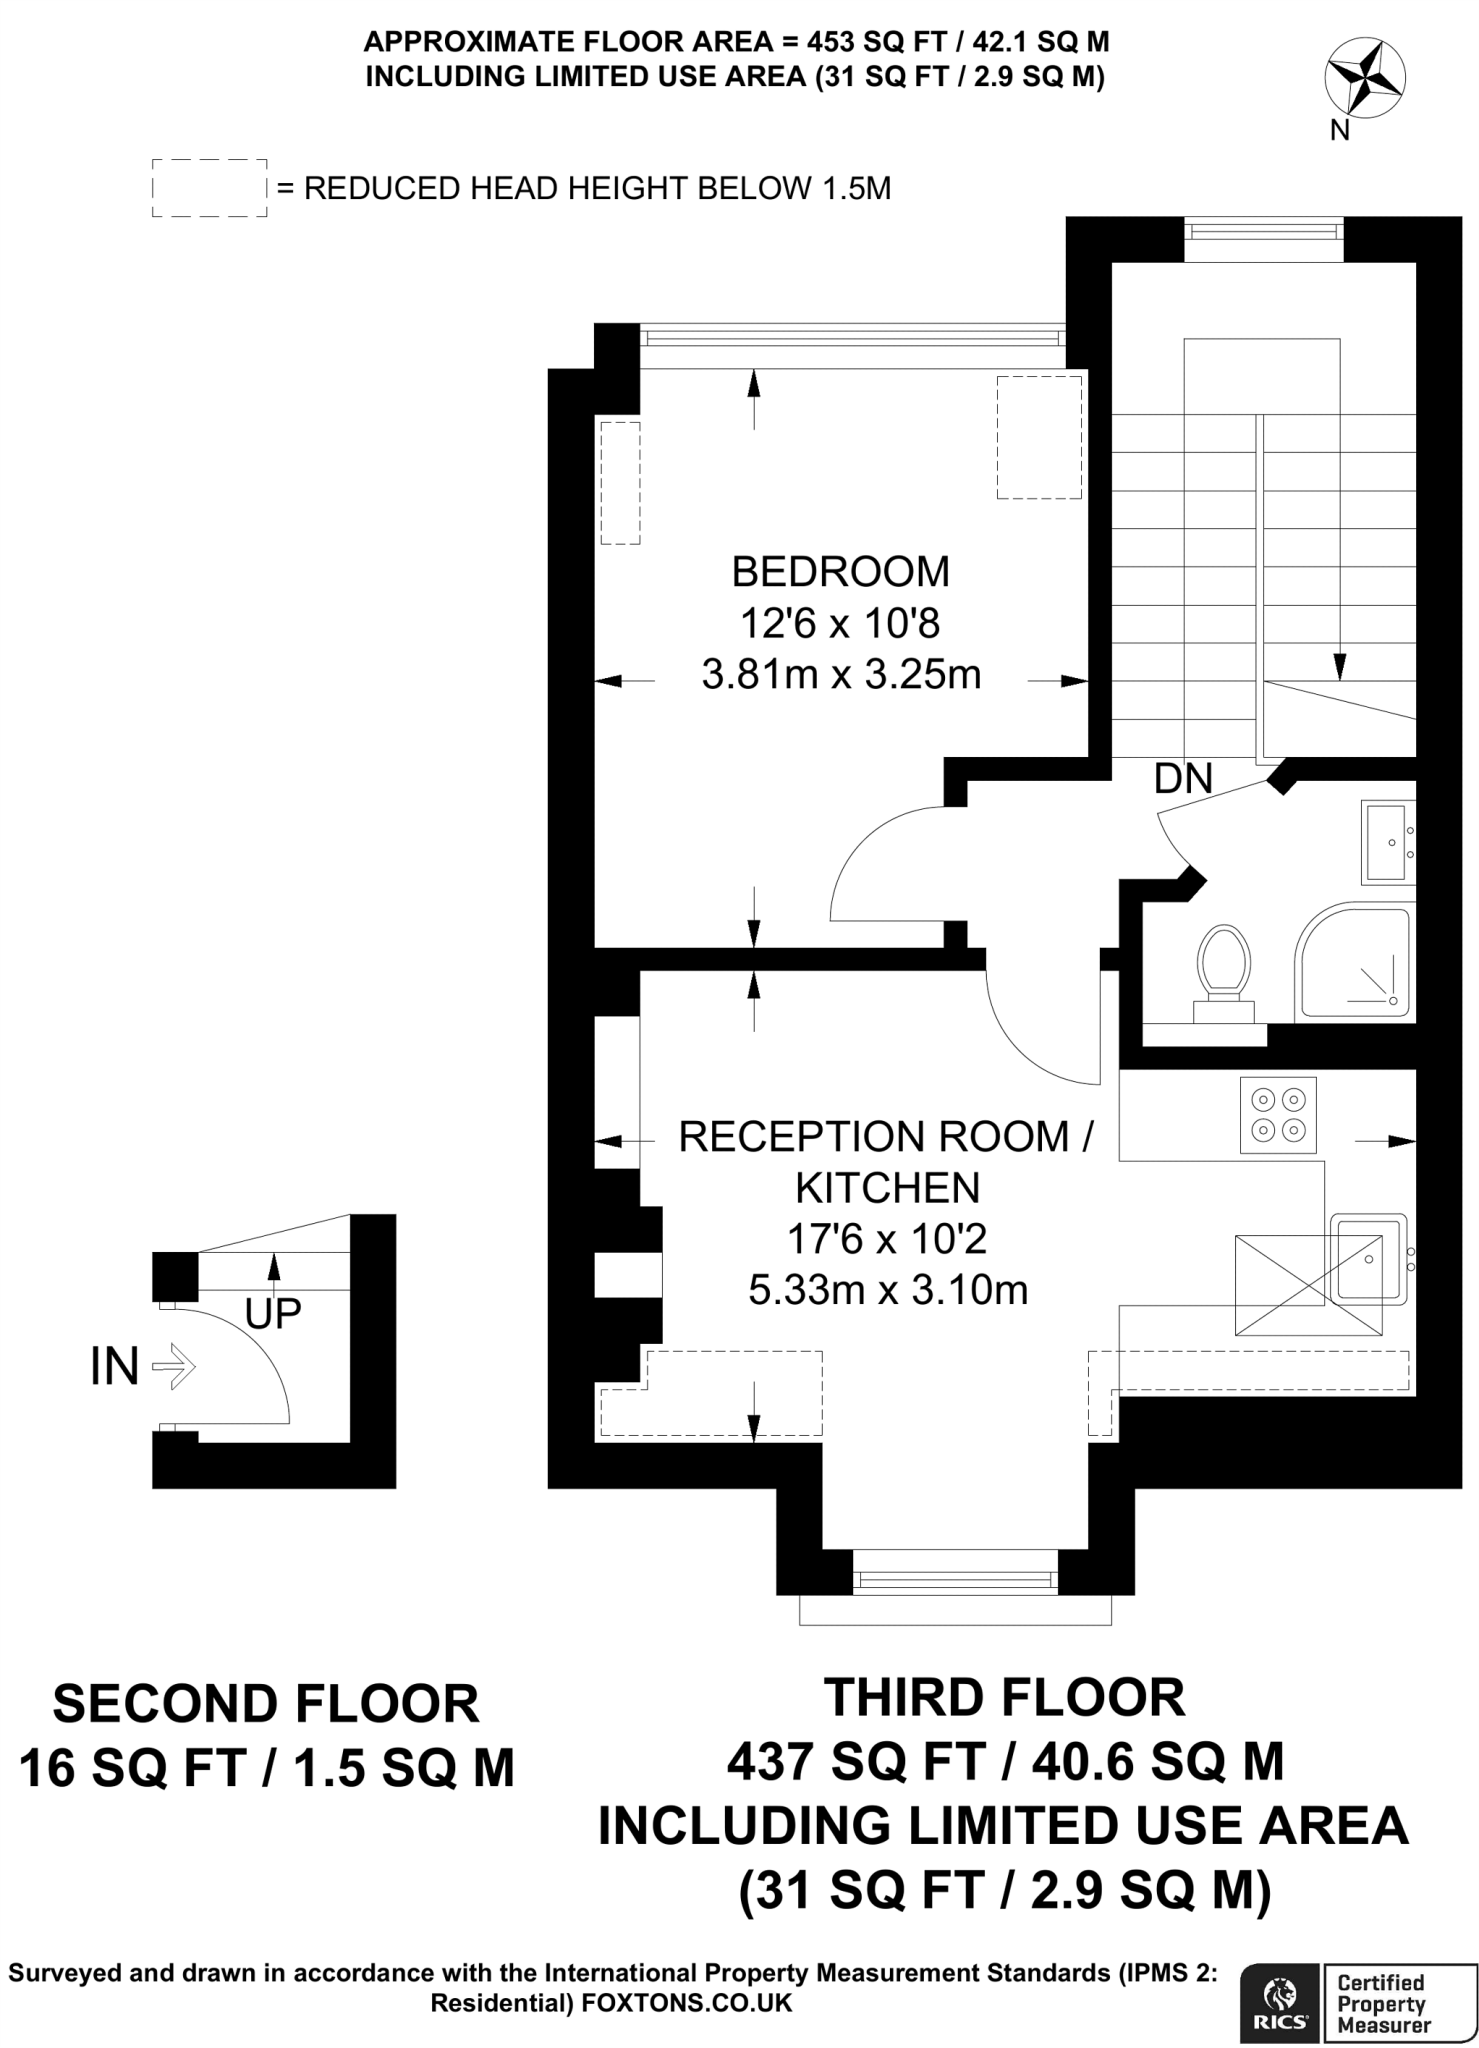 APPROXIMATE FLOOR AREA = 453 SQ FT / 42.1 SQ M
INCLUDING LIMITED USE AREA (31 SQ FT / 2.9 SQ M)
N
= REDUCED HEAD HEIGHT BELOW 1.5M
BEDROOM
12'6 x 10'8
3.81m x 3.25m
DN
RECEPTION ROOM /
KITCHEN
17'6 x 10'2
5.33m x 3.10m
UP
IN
SECOND FLOOR
16 SQ FT / 1.5 SQ M
THIRD FLOOR
437 SQ FT / 40.6 SQ M
INCLUDING LIMITED USE AREA
(31 SQ FT / 2.9 SQ M)
Surveyed and drawn in accordance with the International Property Measurement Standards (IPMS 2:
Residential) FOXTONS.CO.UK
RICS
Certified
Property
Measurer